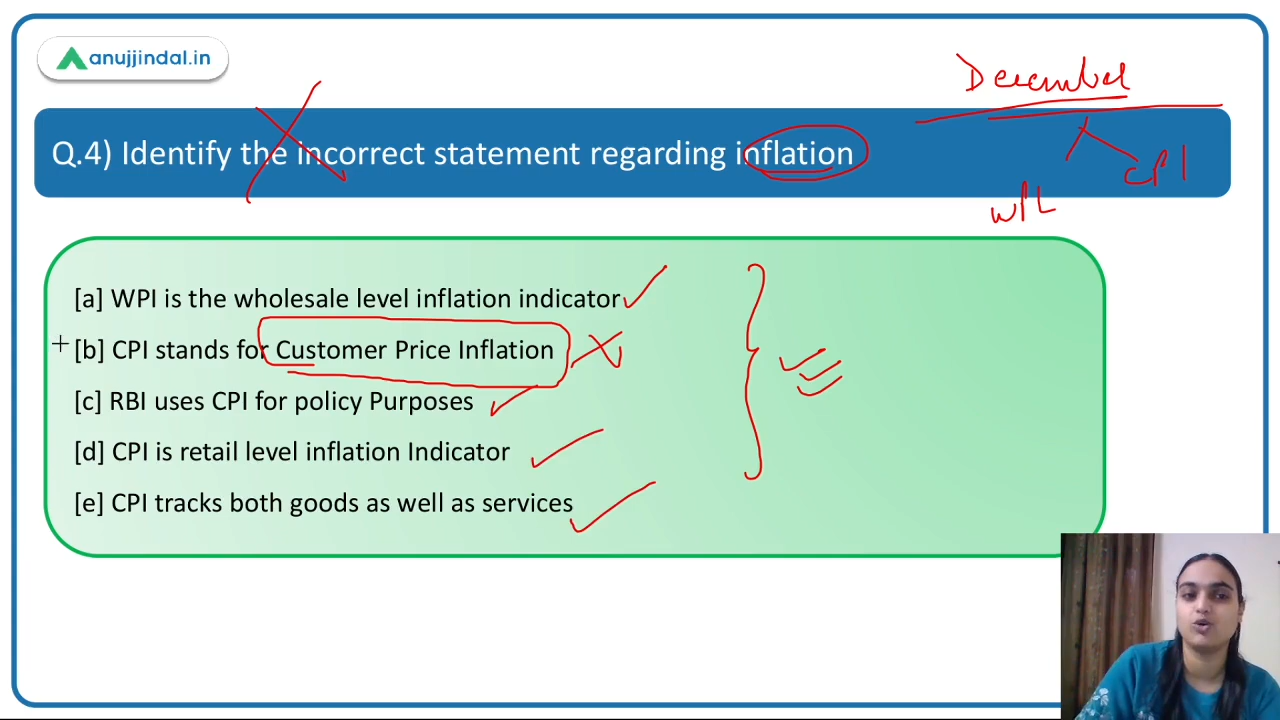 anujjindal.in
December
Q.4) Identify the incorrect statement regarding inflation
CPI
WPI
[a] WPI is the wholesale level inflation indicator
[b] CPI stands for Customer Price Inflation
[c] RBI uses CPI for policy Purposes
[d] CPI is retail level inflation Indicator
[e] CPI tracks both goods as well as services